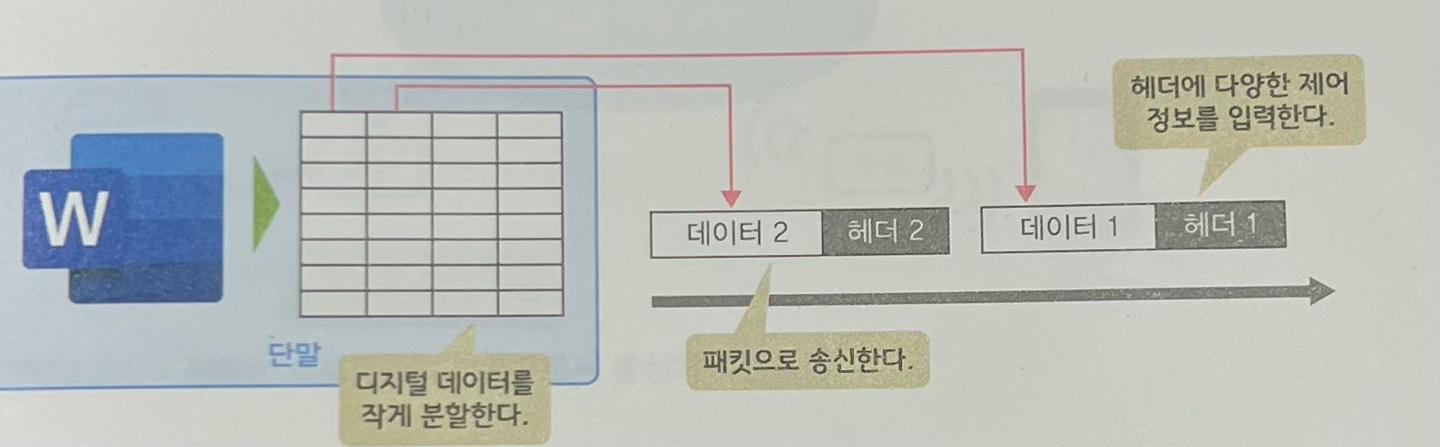 헤더에 다양한 제어
정보를 입력한다.
W
데이터 2
헤더 2
데이터 1
헤더 1
단말
패킷으로 송신한다.
디지털 데이터를
작게 분할한다.